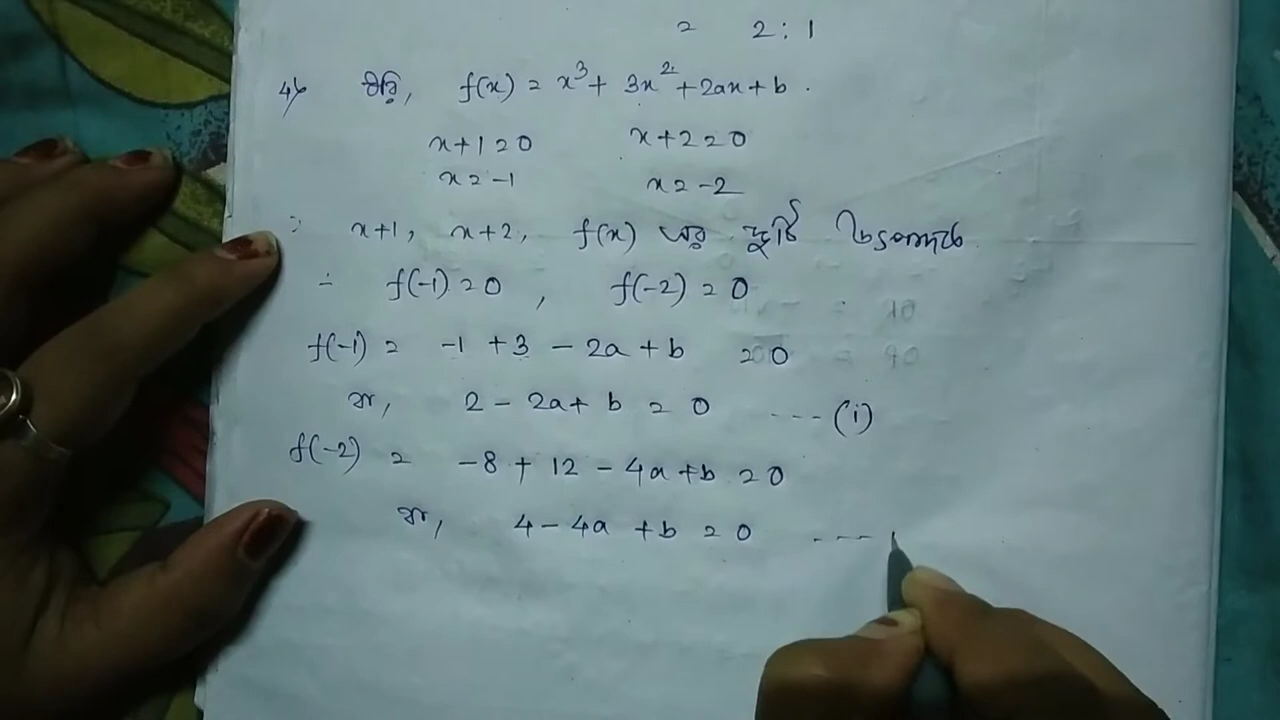 = 2 : 1
4) ধরি, f(x) = x³ + 3x² + 2ax + b .
x+1 = 0 x+2 = 0
x = -1 x = -2
∵ x+1, x+2, f(x) এর দুটি উৎপাদক
∴ f(-1) = 0 , f(-2) = 0
f(-1) = -1 + 3 - 2a + b = 0
বা, 2 - 2a + b = 0 --- (i)
f(-2) = -8 + 12 - 4a + b = 0
বা, 4 - 4a + b = 0 ---